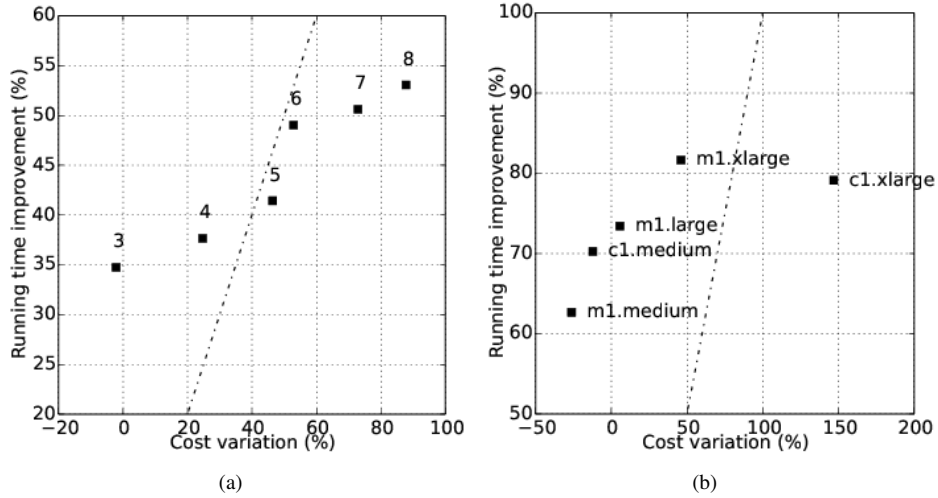 60
55
50
45
40
35
30
25
20
−20 0 20 40 60 80 100
Running time improvement (%)
Cost variation (%)
3
4
5
6
7
8
(a)
100
90
80
70
60
50
−50 0 50 100 150 200
Running time improvement (%)
Cost variation (%)
m1.xlarge
c1.xlarge
m1.large
c1.medium
m1.medium
(b)